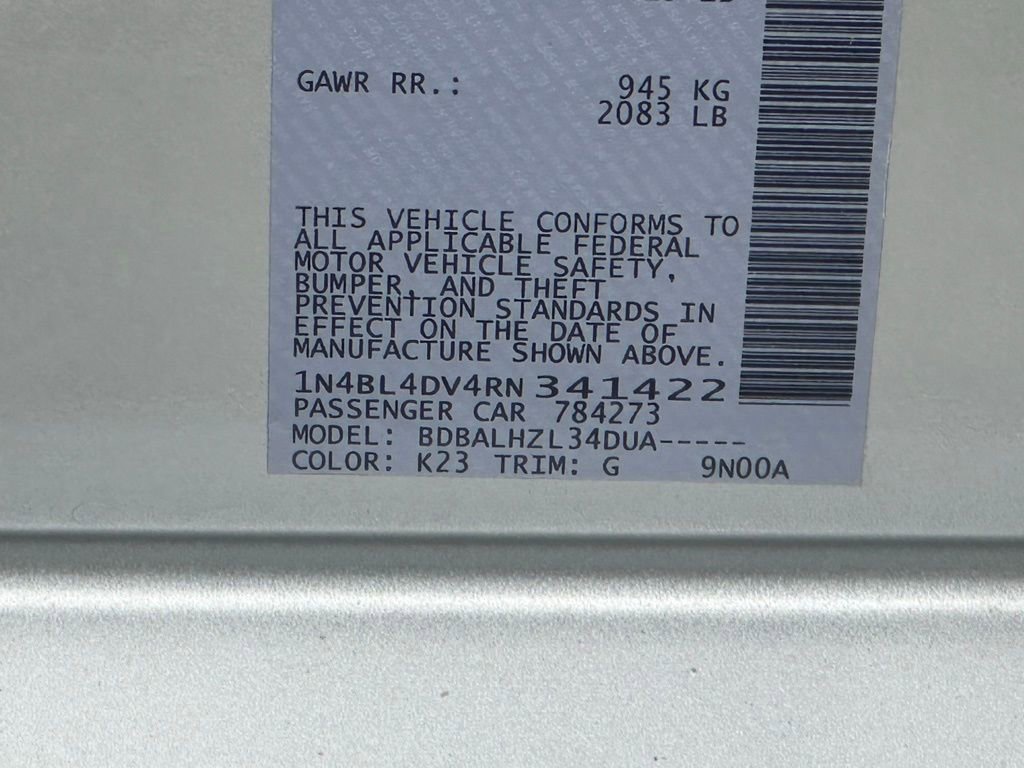 GAWR RR.: 945 KG
2083 LB
THIS VEHICLE CONFORMS TO
ALL APPLICABLE FEDERAL
MOTOR VEHICLE SAFETY,
BUMPER, AND THEFT
PREVENTION STANDARDS IN
EFFECT ON THE DATE OF
MANUFACTURE SHOWN ABOVE.
1N4BL4DV4RN341422
PASSENGER CAR 784273
MODEL: BDBALHZL34DUA-----
COLOR: K23 TRIM: G 9N00A